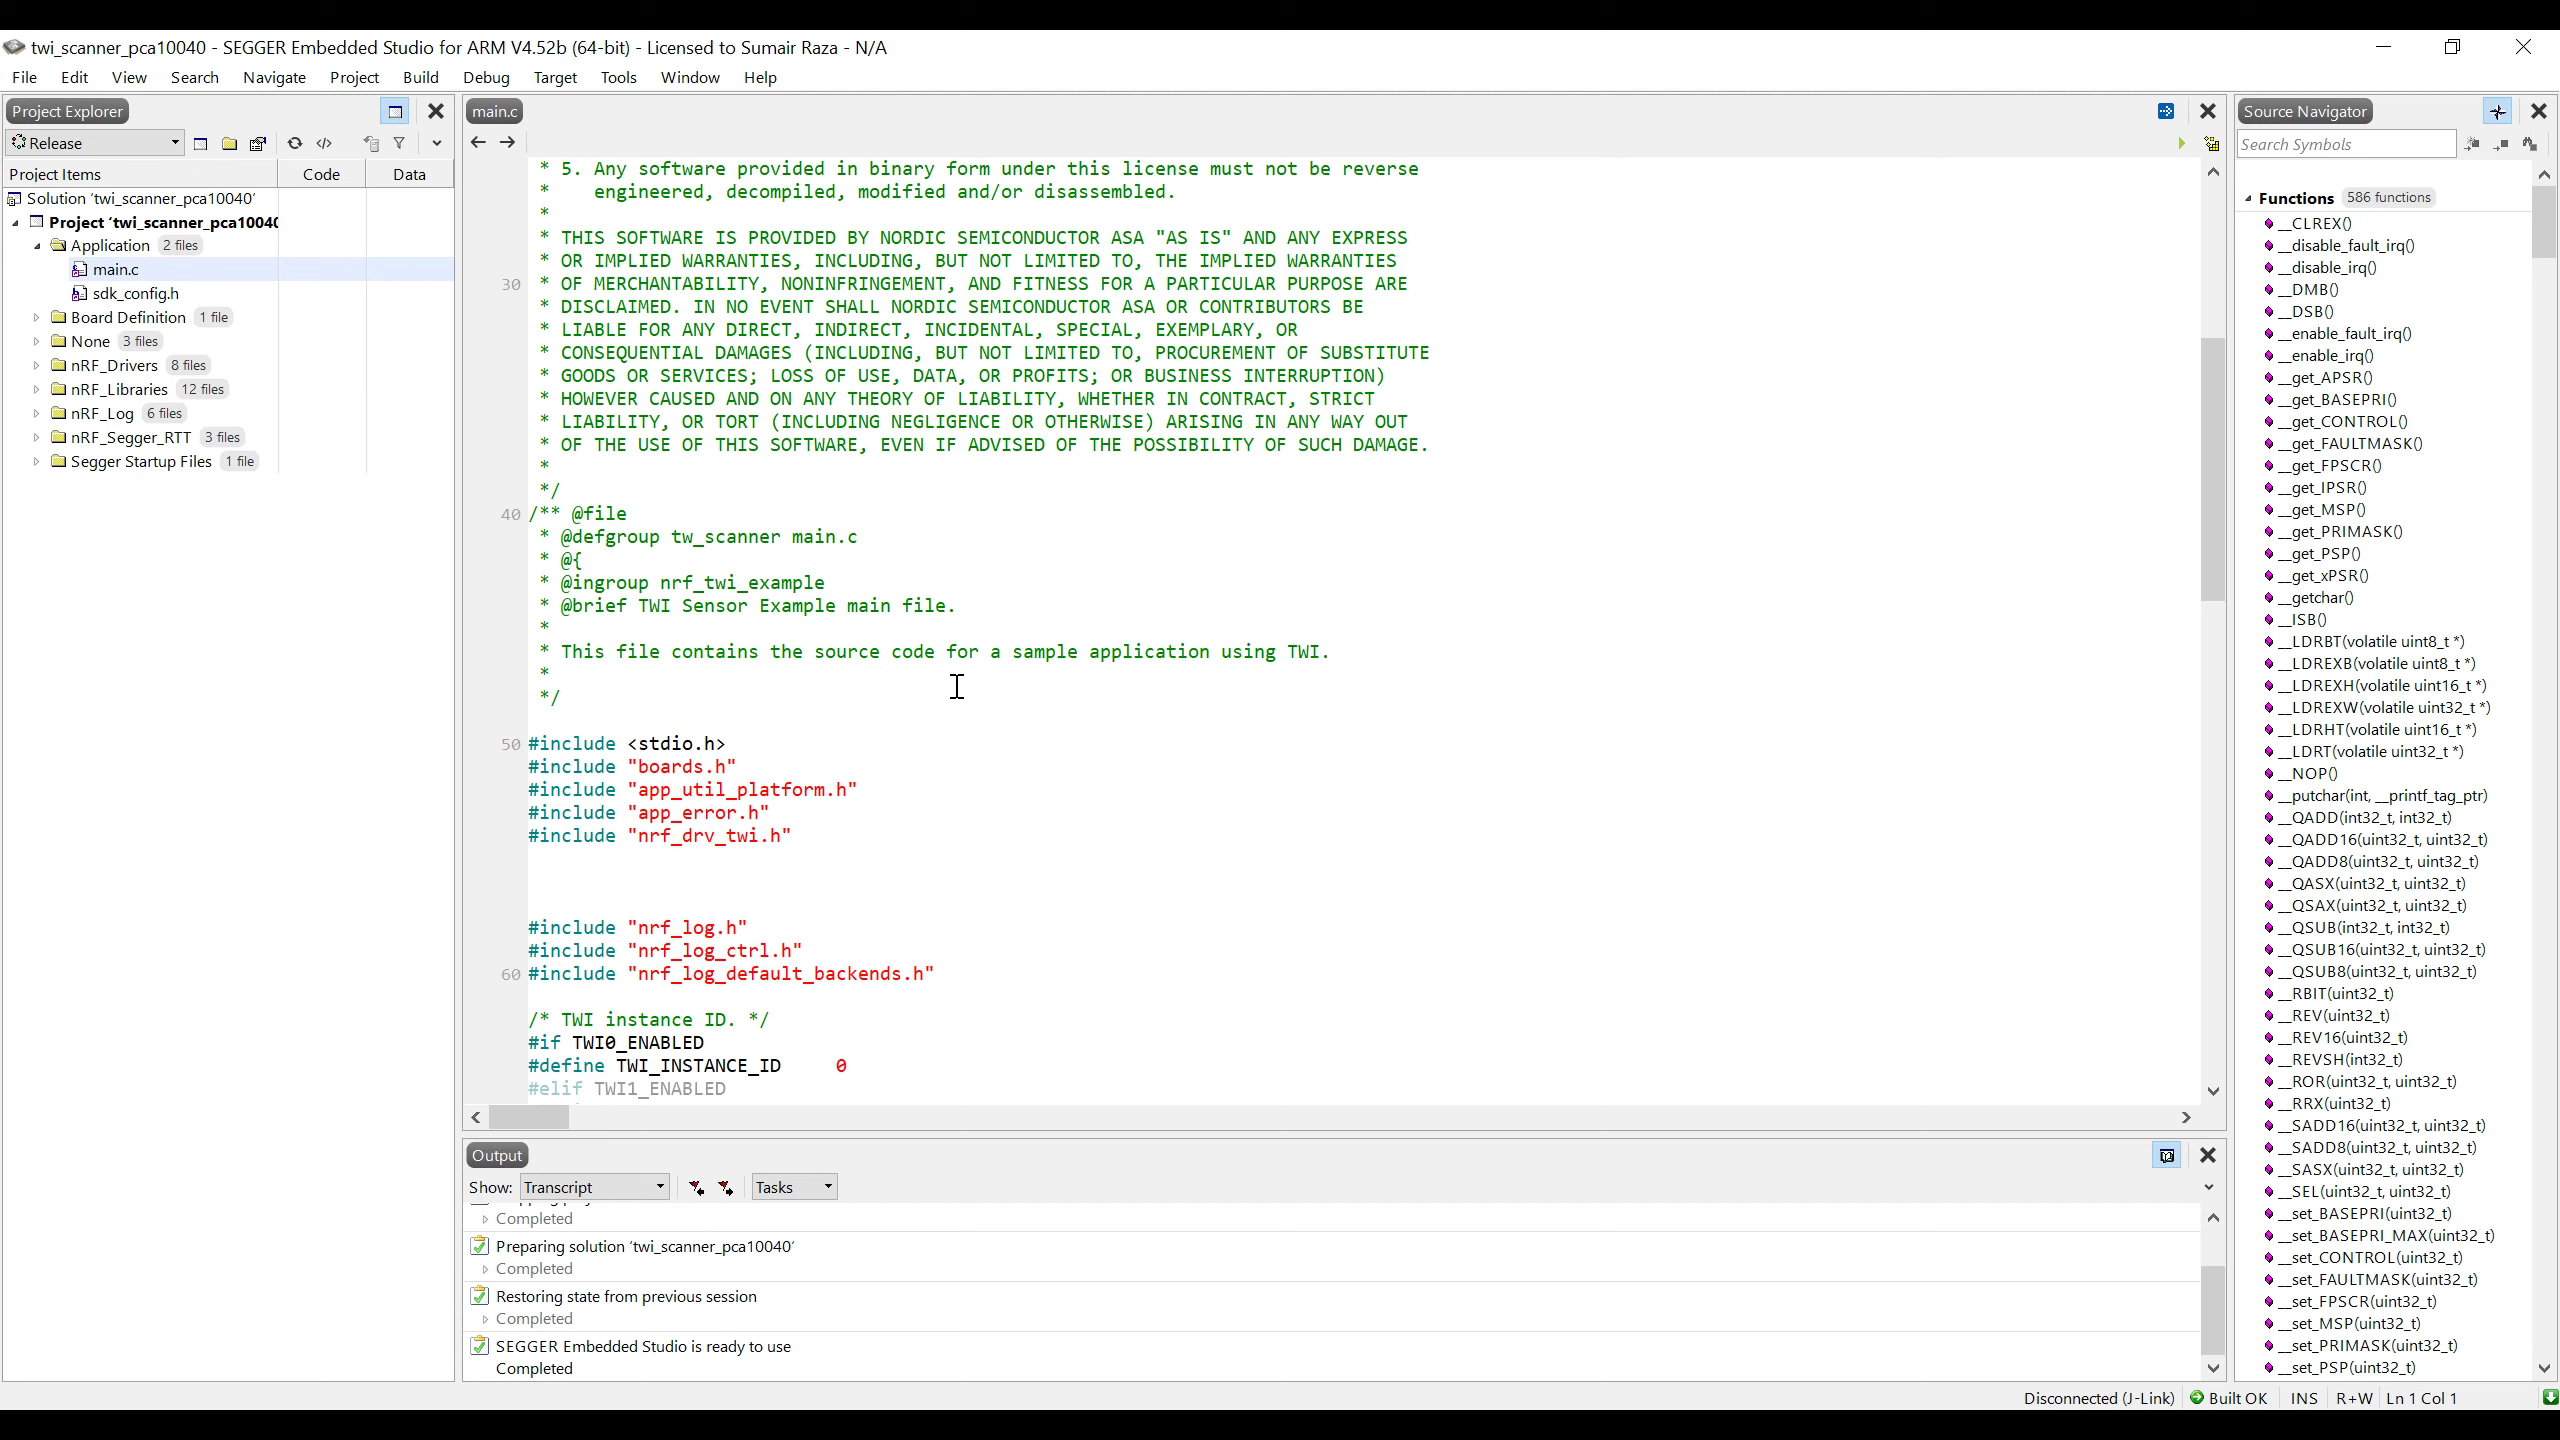 twi_scanner_pca10040 - SEGGER Embedded Studio for ARM V4.52b (64-bit) - Licensed to Sumair Raza - N/A
File Edit View Search Navigate Project Build Debug Target Tools Window Help
Project Explorer
Release
Project Items Code Data
Solution 'twi_scanner_pca10040'
Project 'twi_scanner_pca10040
Application 2 files
main.c
sdk_config.h
Board Definition 1 file
None 3 files
nRF_Drivers 8 files
nRF_Libraries 12 files
nRF_Log 6 files
nRF_Segger_RTT 3 files
Segger Startup Files 1 file
main.c
* 5. Any software provided in binary form under this license must not be reverse
* engineered, decompiled, modified and/or disassembled.
*
* THIS SOFTWARE IS PROVIDED BY NORDIC SEMICONDUCTOR ASA "AS IS" AND ANY EXPRESS
* OR IMPLIED WARRANTIES, INCLUDING, BUT NOT LIMITED TO, THE IMPLIED WARRANTIES
30 * OF MERCHANTABILITY, NONINFRINGEMENT, AND FITNESS FOR A PARTICULAR PURPOSE ARE
* DISCLAIMED. IN NO EVENT SHALL NORDIC SEMICONDUCTOR ASA OR CONTRIBUTORS BE
* LIABLE FOR ANY DIRECT, INDIRECT, INCIDENTAL, SPECIAL, EXEMPLARY, OR
* CONSEQUENTIAL DAMAGES (INCLUDING, BUT NOT LIMITED TO, PROCUREMENT OF SUBSTITUTE
* GOODS OR SERVICES; LOSS OF USE, DATA, OR PROFITS; OR BUSINESS INTERRUPTION)
* HOWEVER CAUSED AND ON ANY THEORY OF LIABILITY, WHETHER IN CONTRACT, STRICT
* LIABILITY, OR TORT (INCLUDING NEGLIGENCE OR OTHERWISE) ARISING IN ANY WAY OUT
* OF THE USE OF THIS SOFTWARE, EVEN IF ADVISED OF THE POSSIBILITY OF SUCH DAMAGE.
*
*/
40 /** @file
* @defgroup tw_scanner main.c
* @{
* @ingroup nrf_twi_example
* @brief TWI Sensor Example main file.
*
* This file contains the source code for a sample application using TWI.
*
*/
50 #include <stdio.h>
#include "boards.h"
#include "app_util_platform.h"
#include "app_error.h"
#include "nrf_drv_twi.h"
#include "nrf_log.h"
#include "nrf_log_ctrl.h"
60 #include "nrf_log_default_backends.h"
/* TWI instance ID. */
#if TWI0_ENABLED
#define TWI_INSTANCE_ID 0
#elif TWI1_ENABLED
Output
Show: Transcript Tasks
Completed
Preparing solution 'twi_scanner_pca10040'
Completed
Restoring state from previous session
Completed
SEGGER Embedded Studio is ready to use
Completed
Source Navigator
Search Symbols
Functions 586 functions
__CLREX()
__disable_fault_irq()
__disable_irq()
__DMB()
__DSB()
__enable_fault_irq()
__enable_irq()
__get_APSR()
__get_BASEPRI()
__get_CONTROL()
__get_FAULTMASK()
__get_FPSCR()
__get_IPSR()
__get_MSP()
__get_PRIMASK()
__get_PSP()
__get_xPSR()
__getchar()
__ISB()
__LDRBT(volatile uint8_t *)
__LDREXB(volatile uint8_t *)
__LDREXH(volatile uint16_t *)
__LDREXW(volatile uint32_t *)
__LDRHT(volatile uint16_t *)
__LDRT(volatile uint32_t *)
__NOP()
__putchar(int, __printf_tag_ptr)
__QADD(int32_t, int32_t)
__QADD16(uint32_t, uint32_t)
__QADD8(uint32_t, uint32_t)
__QASX(uint32_t, uint32_t)
__QSAX(uint32_t, uint32_t)
__QSUB(int32_t, int32_t)
__QSUB16(uint32_t, uint32_t)
__QSUB8(uint32_t, uint32_t)
__RBIT(uint32_t)
__REV(uint32_t)
__REV16(uint32_t)
__REVSH(int32_t)
__ROR(uint32_t, uint32_t)
__RRX(uint32_t)
__SADD16(uint32_t, uint32_t)
__SADD8(uint32_t, uint32_t)
__SASX(uint32_t, uint32_t)
__SEL(uint32_t, uint32_t)
__set_BASEPRI(uint32_t)
__set_BASEPRI_MAX(uint32_t)
__set_CONTROL(uint32_t)
__set_FAULTMASK(uint32_t)
__set_FPSCR(uint32_t)
__set_MSP(uint32_t)
__set_PRIMASK(uint32_t)
__set_PSP(uint32_t)
Disconnected (J-Link) Built OK INS R+W Ln 1 Col 1